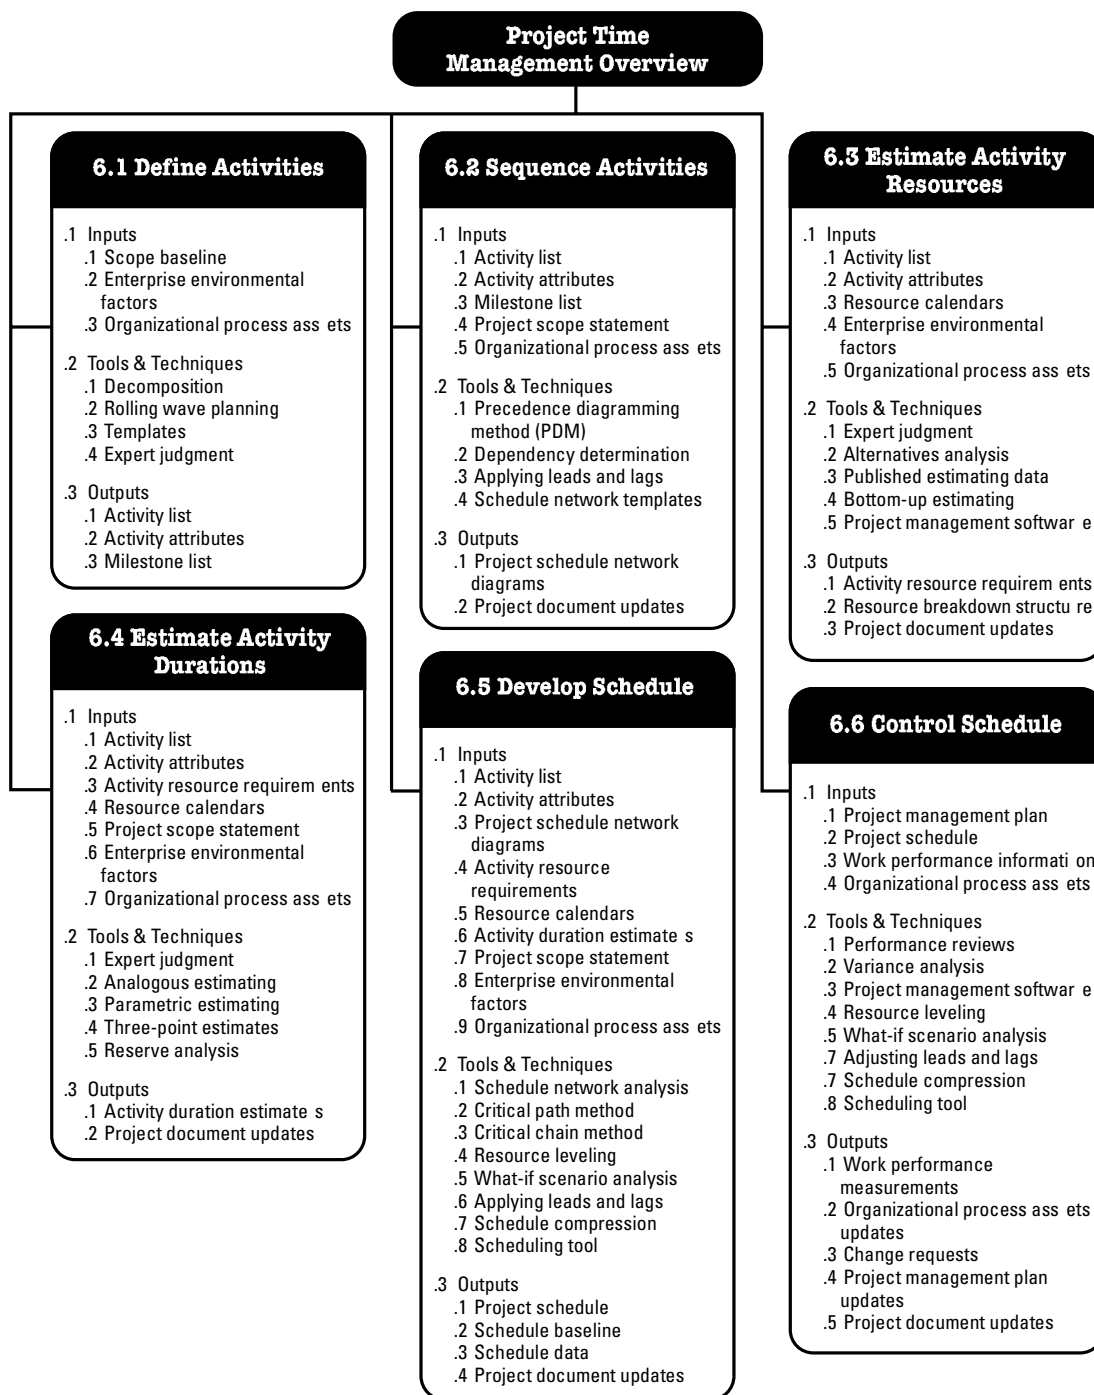 Project Time
Management Overview
6.1 Define Activities
.1 Inputs
.1 Scope baseline
.2 Enterprise environmental
factors
.3 Organizational process ass ets
.2 Tools & Techniques
.1 Decomposition
.2 Rolling wave planning
.3 Templates
.4 Expert judgment
.3 Outputs
.1 Activity list
.2 Activity attributes
.3 Milestone list
6.2 Sequence Activities
.1 Inputs
.1 Activity list
.2 Activity attributes
.3 Milestone list
.4 Project scope statement
.5 Organizational process ass ets
.2 Tools & Techniques
.1 Precedence diagramming
method (PDM)
.2 Dependency determination
.3 Applying leads and lags
.4 Schedule network templates
.3 Outputs
.1 Project schedule network
diagrams
.2 Project document updates
6.3 Estimate Activity
Resources
.1 Inputs
.1 Activity list
.2 Activity attributes
.3 Resource calendars
.4 Enterprise environmental
factors
.5 Organizational process ass ets
.2 Tools & Techniques
.1 Expert judgment
.2 Alternatives analysis
.3 Published estimating data
.4 Bottom-up estimating
.5 Project management softwar e
.3 Outputs
.1 Activity resource requirem ents
.2 Resource breakdown structu re
.3 Project document updates
6.4 Estimate Activity
Durations
.1 Inputs
.1 Activity list
.2 Activity attributes
.3 Activity resource requirem ents
.4 Resource calendars
.5 Project scope statement
.6 Enterprise environmental
factors
.7 Organizational process ass ets
.2 Tools & Techniques
.1 Expert judgment
.2 Analogous estimating
.3 Parametric estimating
.4 Three-point estimates
.5 Reserve analysis
.3 Outputs
.1 Activity duration estimate s
.2 Project document updates
6.5 Develop Schedule
.1 Inputs
.1 Activity list
.2 Activity attributes
.3 Project schedule network
diagrams
.4 Activity resource
requirements
.5 Resource calendars
.6 Activity duration estimate s
.7 Project scope statement
.8 Enterprise environmental
factors
.9 Organizational process ass ets
.2 Tools & Techniques
.1 Schedule network analysis
.2 Critical path method
.3 Critical chain method
.4 Resource leveling
.5 What-if scenario analysis
.6 Applying leads and lags
.7 Schedule compression
.8 Scheduling tool
.3 Outputs
.1 Project schedule
.2 Schedule baseline
.3 Schedule data
.4 Project document updates
6.6 Control Schedule
.1 Inputs
.1 Project management plan
.2 Project schedule
.3 Work performance informati on
.4 Organizational process ass ets
.2 Tools & Techniques
.1 Performance reviews
.2 Variance analysis
.3 Project management softwar e
.4 Resource leveling
.5 What-if scenario analysis
.7 Adjusting leads and lags
.7 Schedule compression
.8 Scheduling tool
.3 Outputs
.1 Work performance
measurements
.2 Organizational process ass ets
updates
.3 Change requests
.4 Project management plan
updates
.5 Project document updates